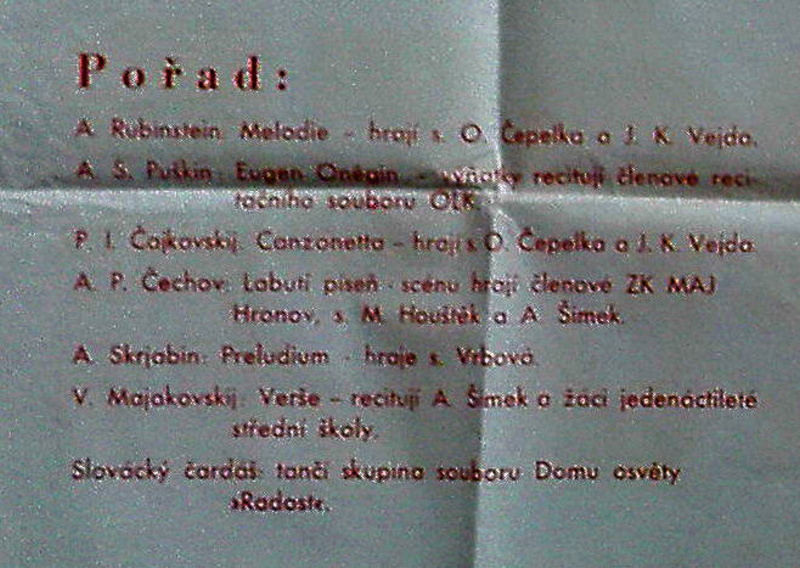 Pořad:
A. Rubinstein: Melodie – hrají s. O. Čepelka a J. K. Vejda.
A. S. Puškin: Eugen Oněgin – výňatky recitují členové reci-
tačního souboru
P. I. Čajkovskij: Canzonetta – hrají s. O. Čepelka a J. K. Vejda.
A. P. Čechov: Labutí píseň - scénu hrají členové ZK MAJ
Hronov, s. M. Houštěk a A. Šimek.
A. Skrjabin: Preludium - hraje s. Vrbová.
V. Majakovskij: Verše – recitují A. Šimek a žáci jedenáctileté
střední školy.
Slovácký čardáš- tančí skupina souboru Domu osvěty
»Radost«.